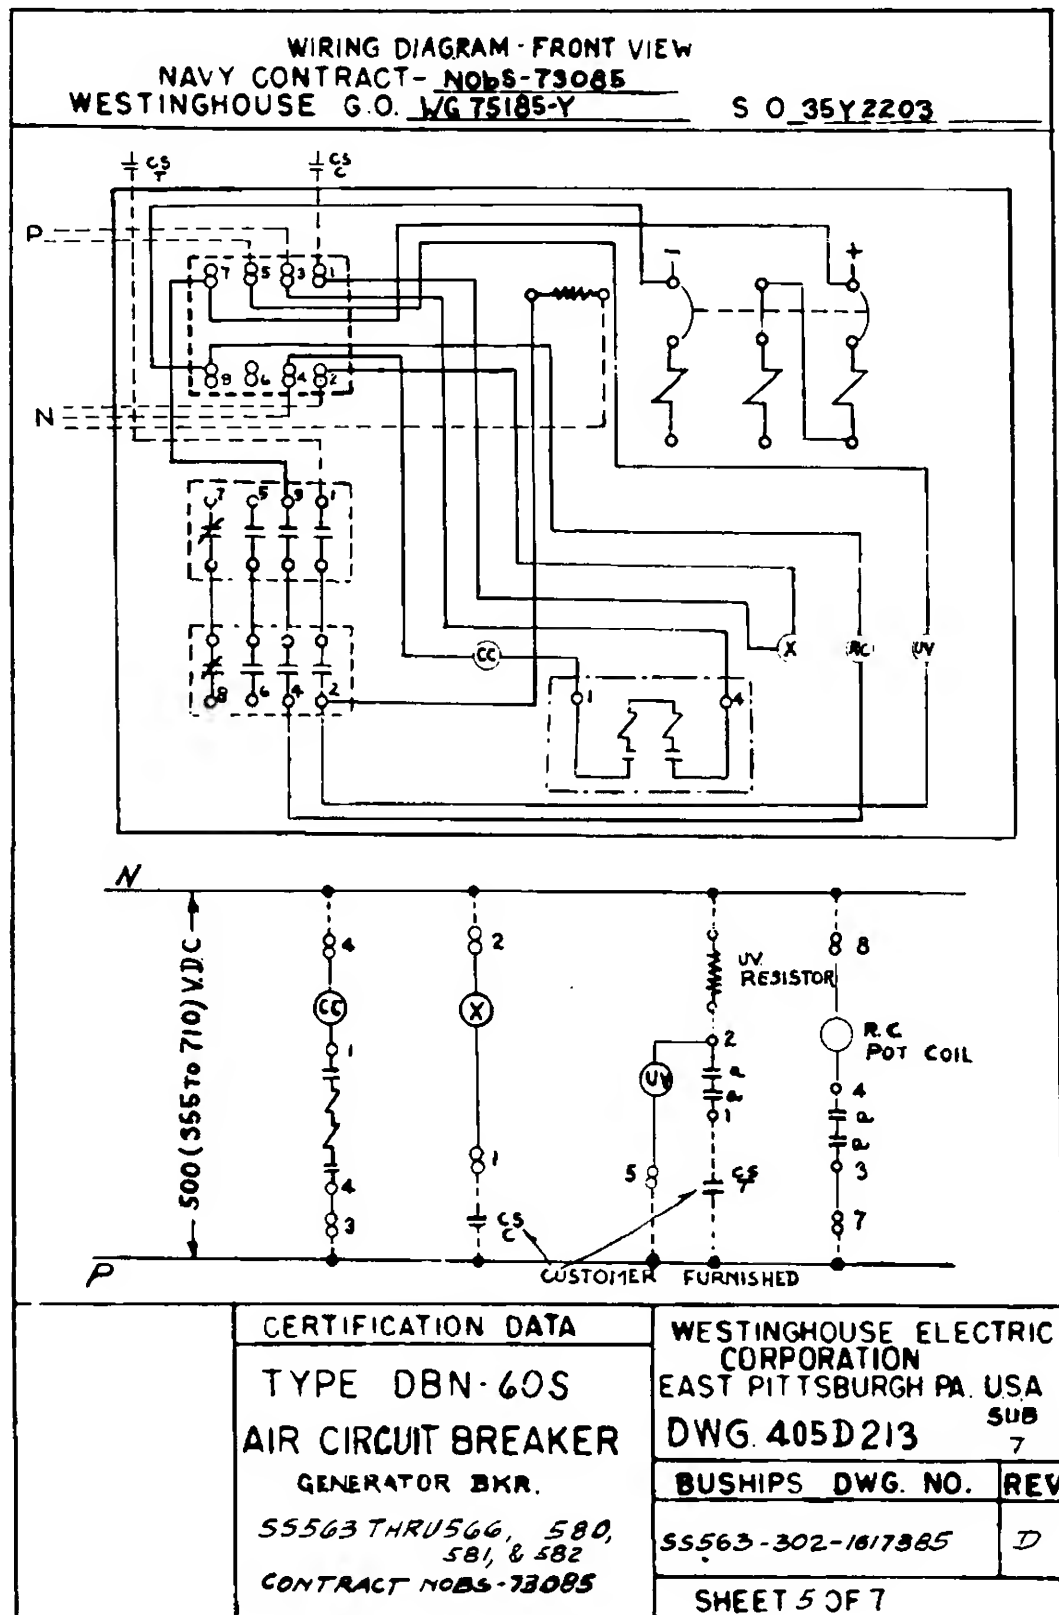 WIRING DIAGRAM - FRONT VIEW
NAVY CONTRACT- NObS-73085
WESTINGHOUSE G.O. WG 75185-Y S O 35Y2203
CS T CS C
P
7 5 3 1
- +
8 6 4 2
N
7 5 3 1
CC X RC UV
8 6 4 2
1 4
N
4 2 8
UV.
RESISTOR
CC X R.C.
POT COIL
500 (355 TO 710) V.D.C
1 UV 2
a
a
4
a
a
1
1 5 3
4 CS T
3 CS C 7
P
CUSTOMER FURNISHED
CERTIFICATION DATA
TYPE DBN-60S
AIR CIRCUIT BREAKER
GENERATOR BKR.
SS563 THRU 566, 580,
581, & 582
CONTRACT NOBS-73085
WESTINGHOUSE ELECTRIC
CORPORATION
EAST PITTSBURGH PA. USA
DWG. 405D213 SUB 7
BUSHIPS DWG. NO. REV
SS563-302-1617385 D
SHEET 5 OF 7